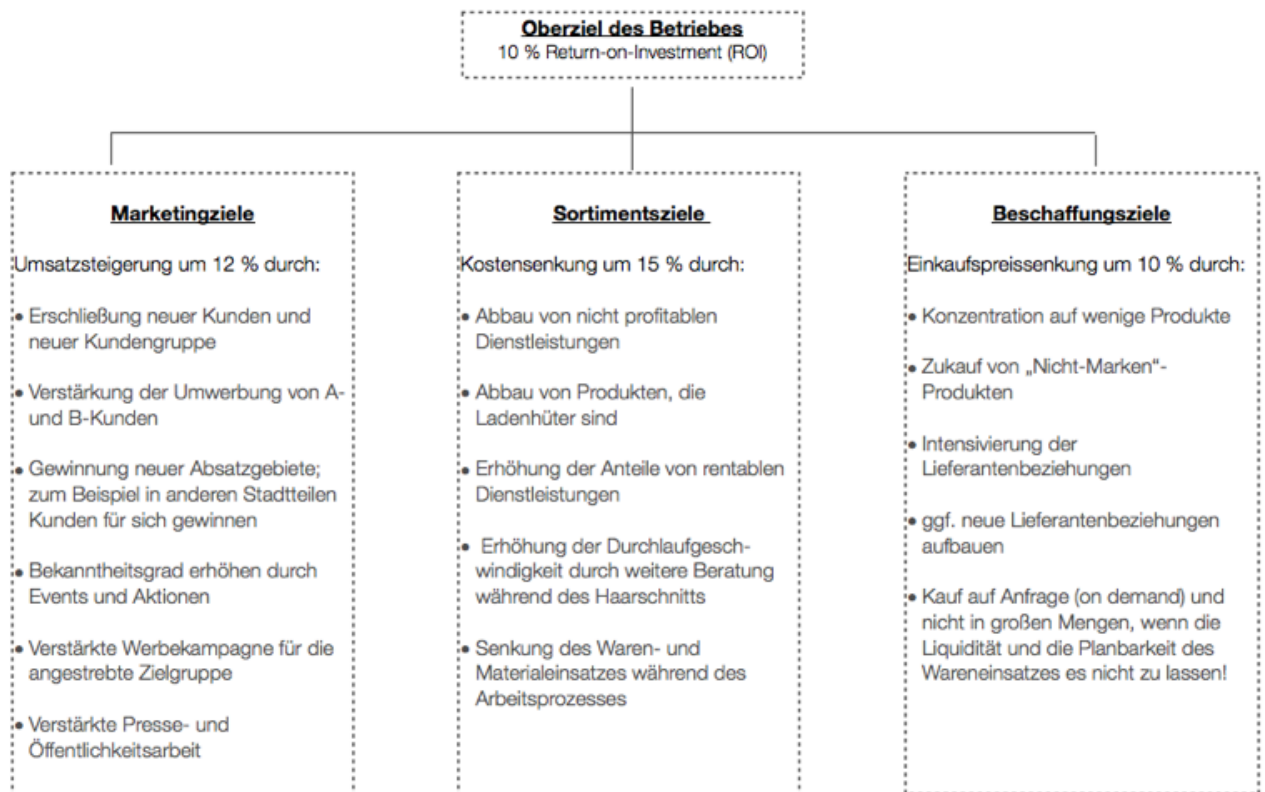 Oberziel des Betriebes
10 % Return-on-Investment (ROI)
Marketingziele
Umsatzsteigerung um 12 % durch:
• Erschließung neuer Kunden und
neuer Kundengruppe
• Verstärkung der Umwerbung von A-
und B-Kunden
• Gewinnung neuer Absatzgebiete;
zum Beispiel in anderen Stadtteilen
Kunden für sich gewinnen
• Bekanntheitsgrad erhöhen durch
Events und Aktionen
• Verstärkte Werbekampagne für die
angestrebte Zielgruppe
• Verstärkte Presse- und
Öffentlichkeitsarbeit
Sortimentsziele
Kostensenkung um 15 % durch:
• Abbau von nicht profitablen
Dienstleistungen
• Abbau von Produkten, die
Ladenhüter sind
• Erhöhung der Anteile von rentablen
Dienstleistungen
• Erhöhung der Durchlaufgesch-
windigkeit durch weitere Beratung
während des Haarschnitts
• Senkung des Waren- und
Materialeinsatzes während des
Arbeitsprozesses
Beschaffungsziele
Einkaufspreissenkung um 10 % durch:
• Konzentration auf wenige Produkte
• Zukauf von „Nicht-Marken“-
Produkten
• Intensivierung der
Lieferantenbeziehungen
• ggf. neue Lieferantenbeziehungen
aufbauen
• Kauf auf Anfrage (on demand) und
nicht in großen Mengen, wenn die
Liquidität und die Planbarkeit des
Wareneinsatzes es nicht zu lassen!